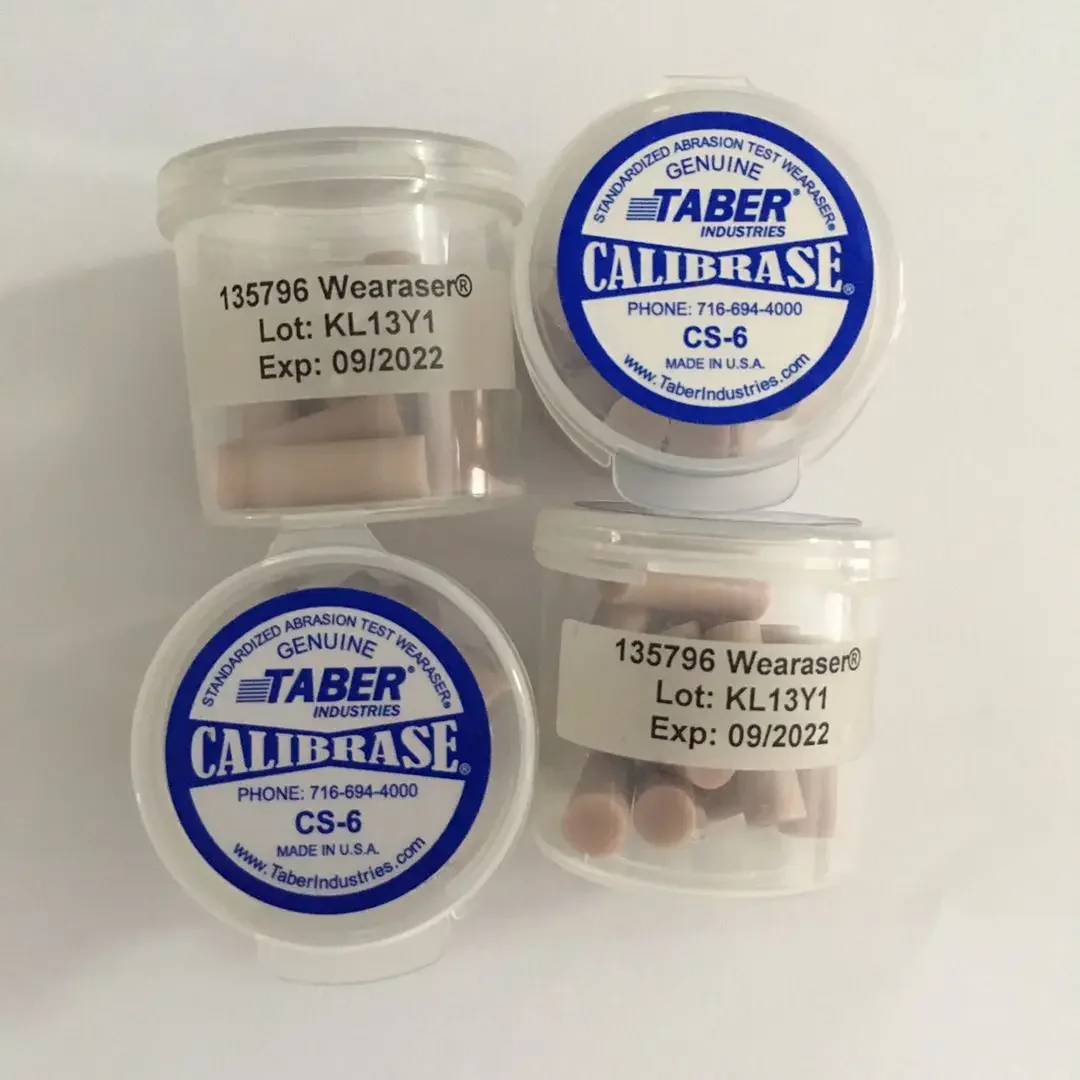 135796 Wearaser®
Lot: KL13Y1
Exp: 09/2022
STANDARDIZED ABRASION TEST WEARASER®
GENUINE
TABER®
INDUSTRIES
CALIBRASE®
PHONE: 716-694-4000
CS-6
MADE IN U.S.A.
www.TaberIndustries.com
STANDARDIZED ABRASION TEST WEARASER®
GENUINE
TABER®
INDUSTRIES
CALIBRASE®
PHONE: 716-694-4000
CS-6
MADE IN U.S.A.
www.TaberIndustries.com
135796 Wearaser®
Lot: KL13Y1
Exp: 09/2022